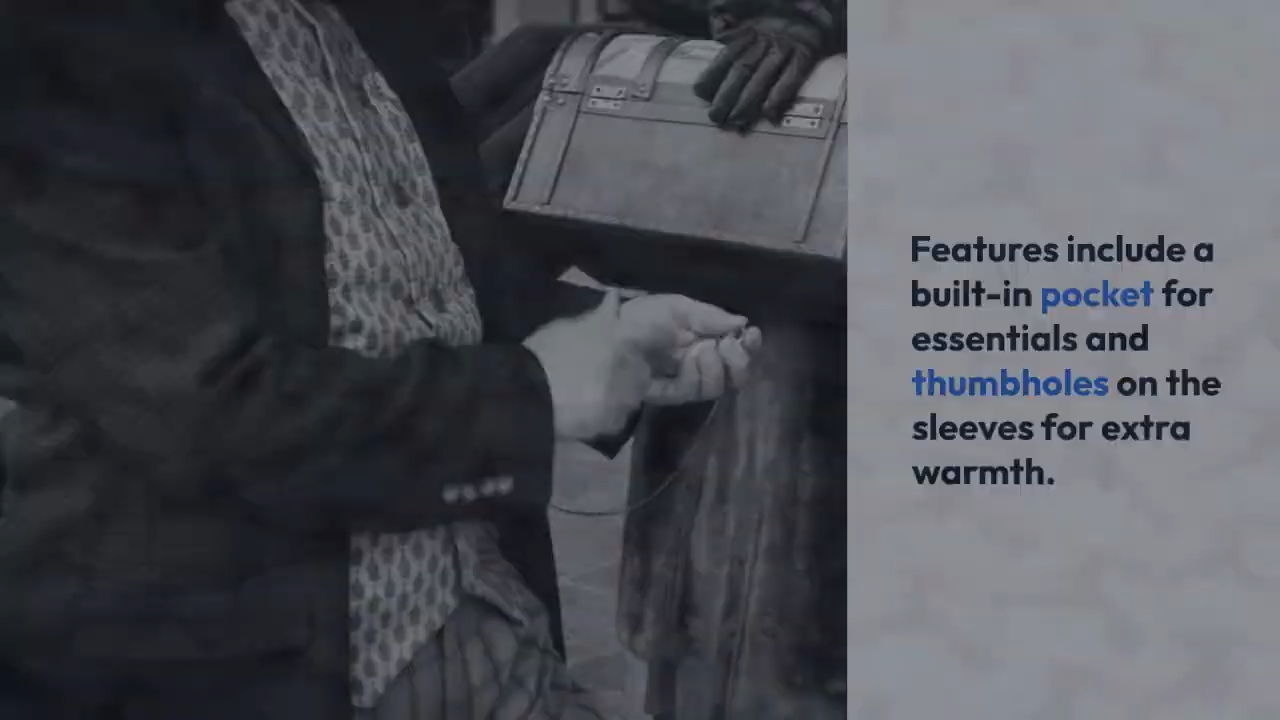 Features include a
built-in pocket for
essentials and
thumbholes on the
sleeves for extra
warmth.